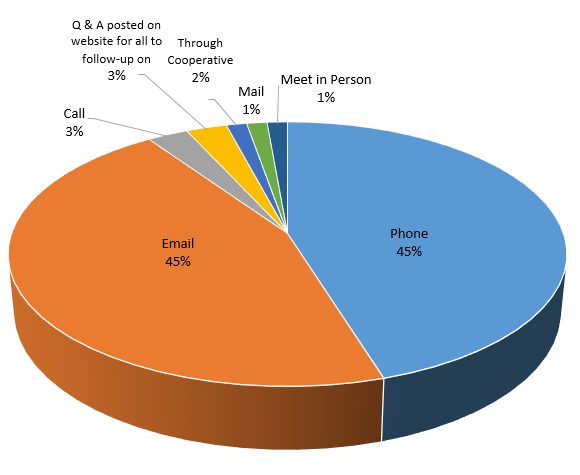 Q & A posted on
website for all to
follow-up on
3%
Through
Cooperative
2%
Mail
1%
Meet in Person
1%
Call
3%
Phone
45%
Email
45%